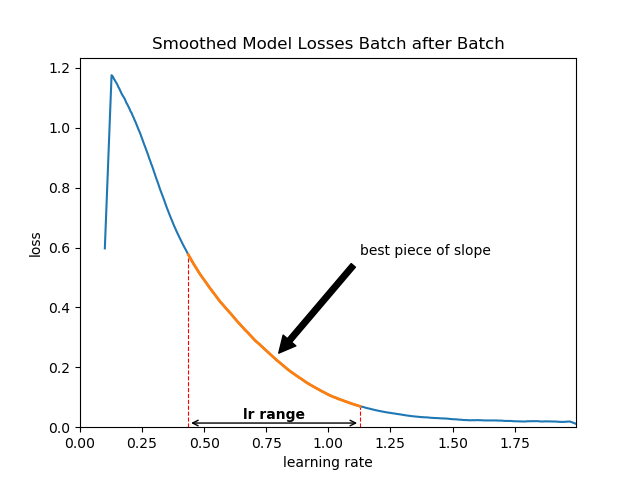 Smoothed Model Losses Batch after Batch
1.2
1.0
0.8
0.6
0.4
0.2
0.0
loss
best piece of slope
lr range
0.00 0.25 0.50 0.75 1.00 1.25 1.50 1.75
learning rate